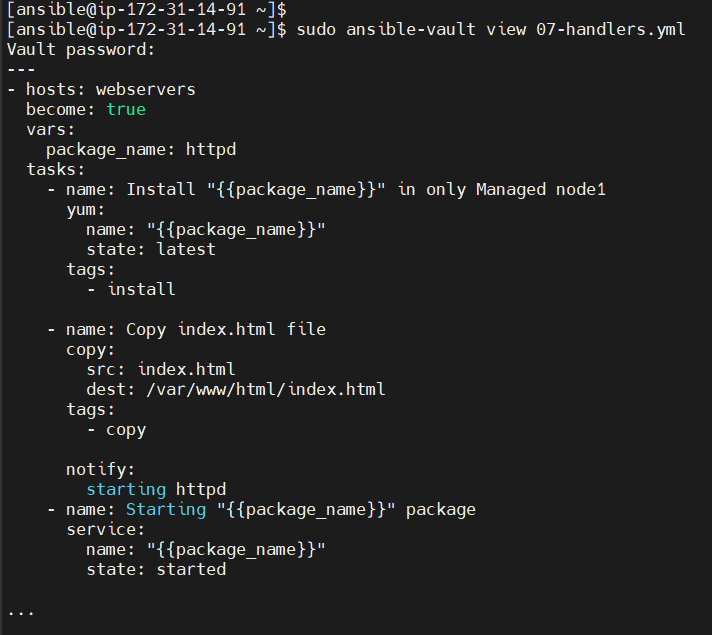 [ansible@ip-172-31-14-91 ~]$
[ansible@ip-172-31-14-91 ~]$ sudo ansible-vault view 07-handlers.yml
Vault password:
---
- hosts: webservers
  become: true
  vars:
    package_name: httpd
  tasks:
    - name: Install "{{package_name}}" in only Managed node1
      yum:
        name: "{{package_name}}"
        state: latest
      tags:
        - install

    - name: Copy index.html file
      copy:
        src: index.html
        dest: /var/www/html/index.html
      tags:
        - copy

      notify:
        starting httpd
    - name: Starting "{{package_name}}" package
      service:
        name: "{{package_name}}"
        state: started

...